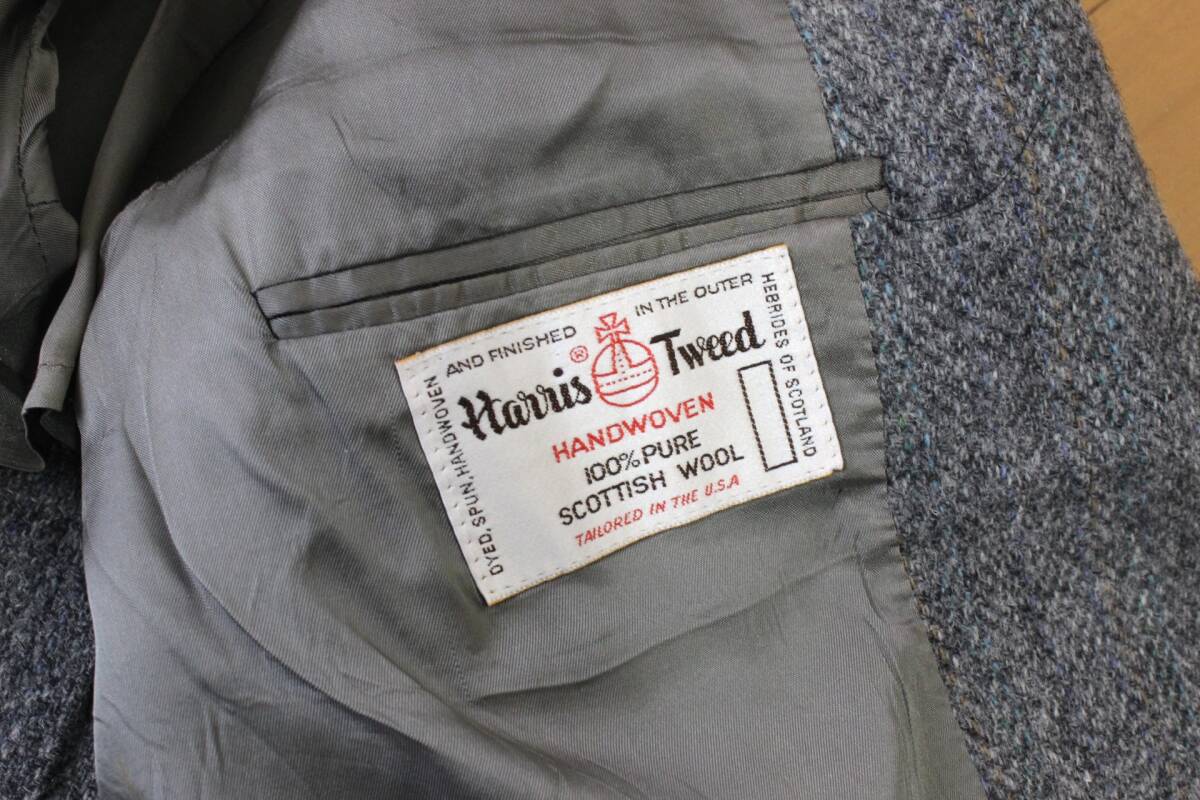 DYED, SPUN, HANDWOVEN
AND FINISHED
IN THE OUTER
HEBRIDES OF SCOTLAND
Harris ® Tweed
HANDWOVEN
100% PURE
SCOTTISH WOOL
TAILORED IN THE U.S.A